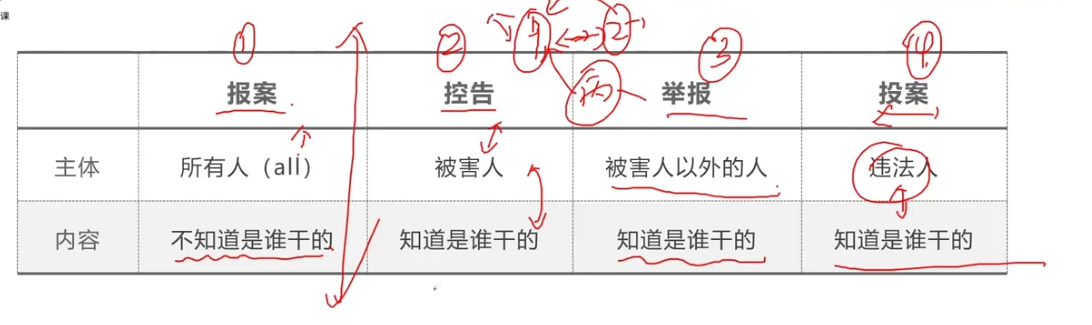 课
① ② ③ ④
报案 控告 举报 投案
主体 所有人（all） 被害人 被害人以外的人 违法人
内容 不知道是谁干的 知道是谁干的 知道是谁干的 知道是谁干的